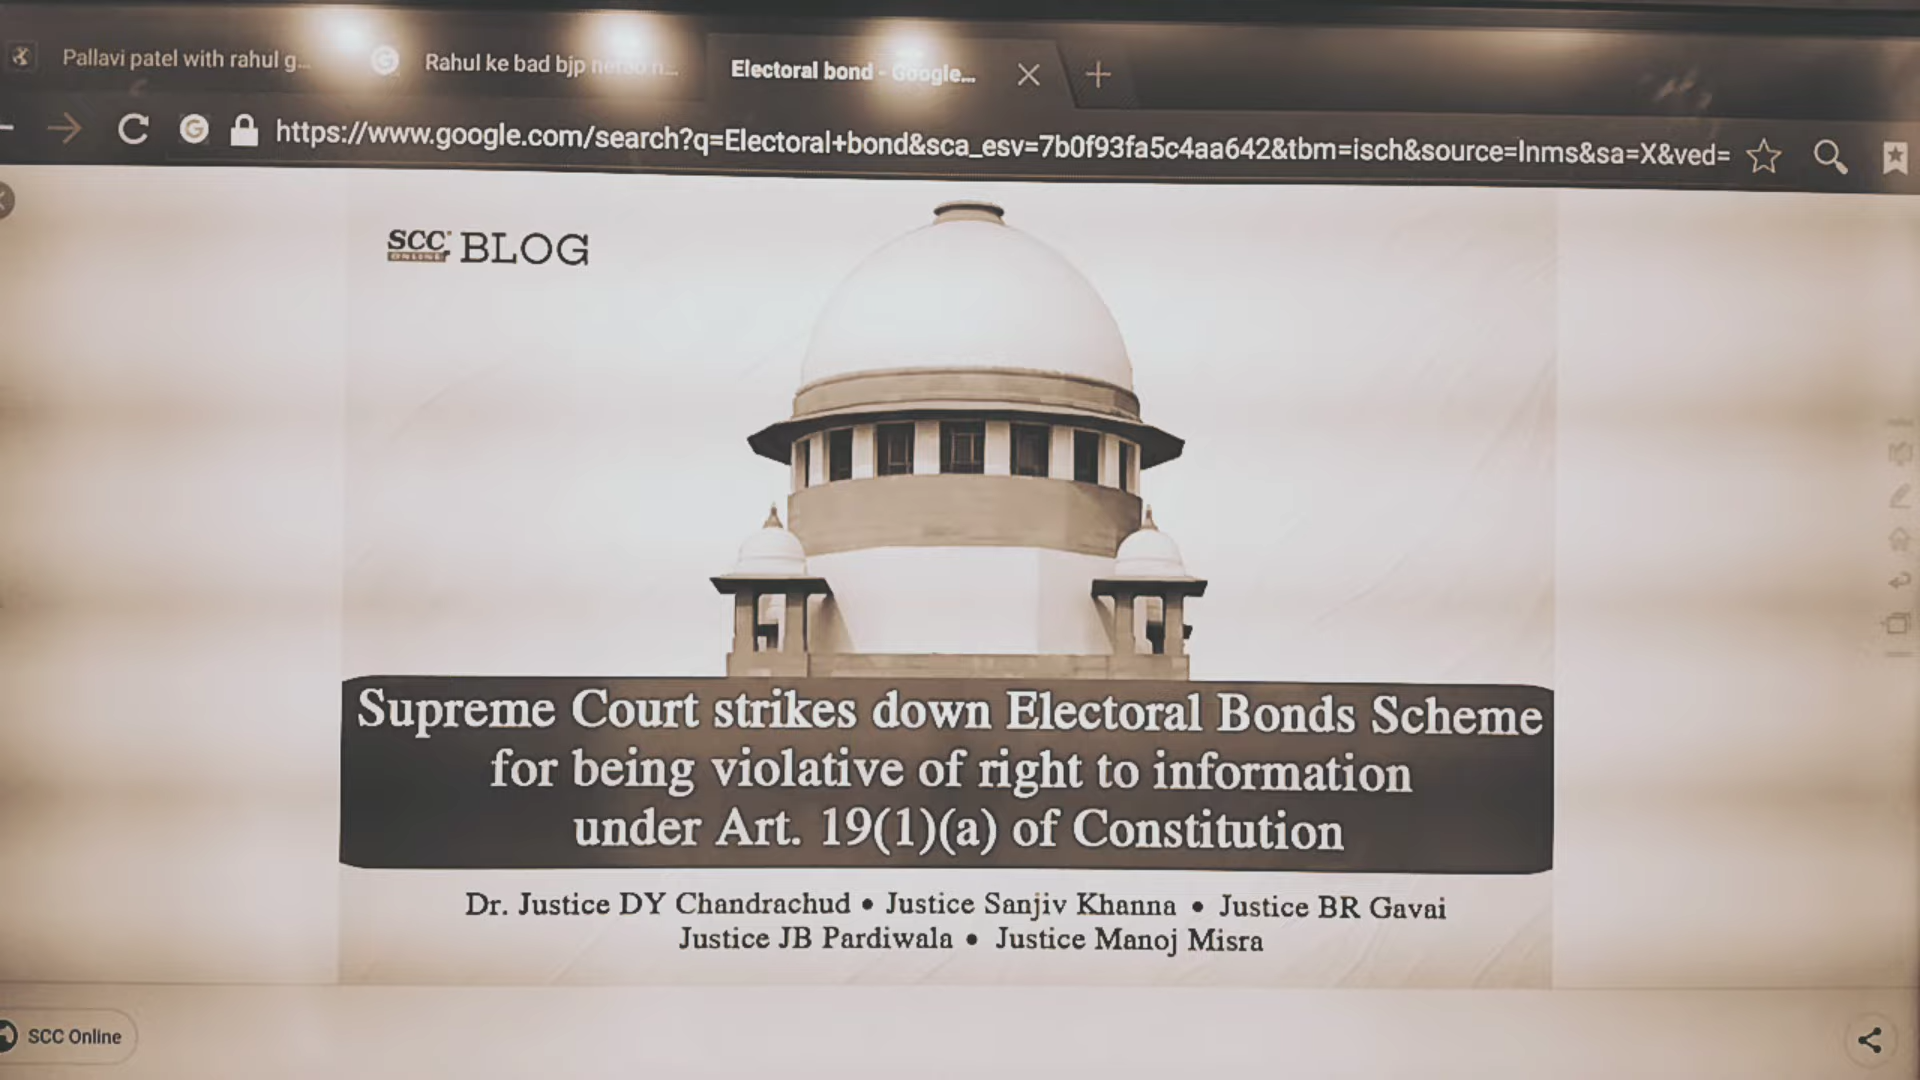 Pallavi patel with rahul g...
Rahul ke bad bjp
Electoral bond - Google...
https://www.google.com/search?q=Electoral+bond&sca_esv=7b0f93fa5c4aa642&tbm=isch&source=lnms&sa=X&ved=
SCC ONLINE BLOG
Supreme Court strikes down Electoral Bonds Scheme
for being violative of right to information
under Art. 19(1)(a) of Constitution
Dr. Justice DY Chandrachud • Justice Sanjiv Khanna • Justice BR Gavai
Justice JB Pardiwala • Justice Manoj Misra
SCC Online